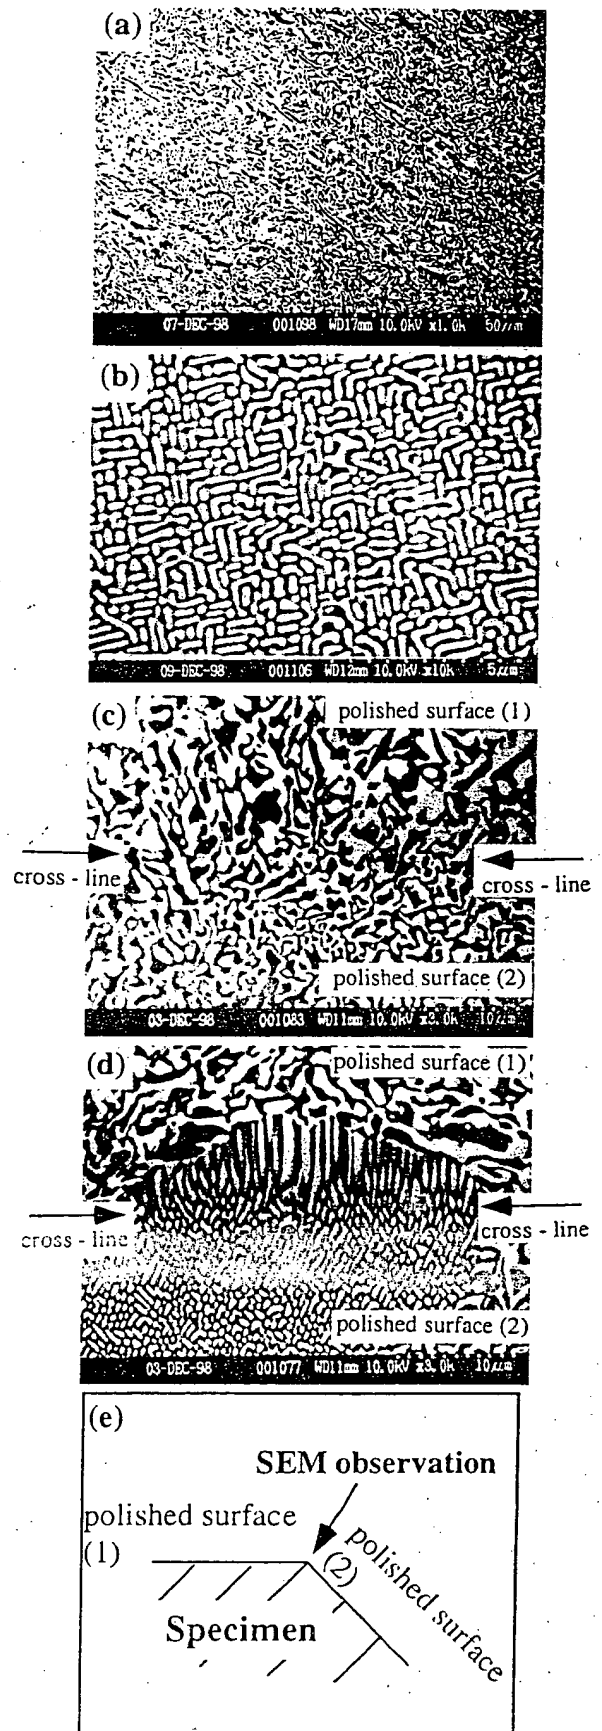 (a)
07-DEC-98 001098 WD17mm 10.0kV x1.0k 50µm
(b)
09-DEC-98 001106 WD12mm 10.0kV x10k 5µm
(c)
polished surface (1)
cross - line
cross - line
polished surface (2)
03-DEC-98 001083 WD11mm 10.0kV x3.0k 10µm
(d)
polished surface (1)
cross - line
cross - line
polished surface (2)
03-DEC-98 001077 WD11mm 10.0kV x3.0k 10µm
(e)
SEM observation
polished surface
(1)
(2)
polished surface
Specimen